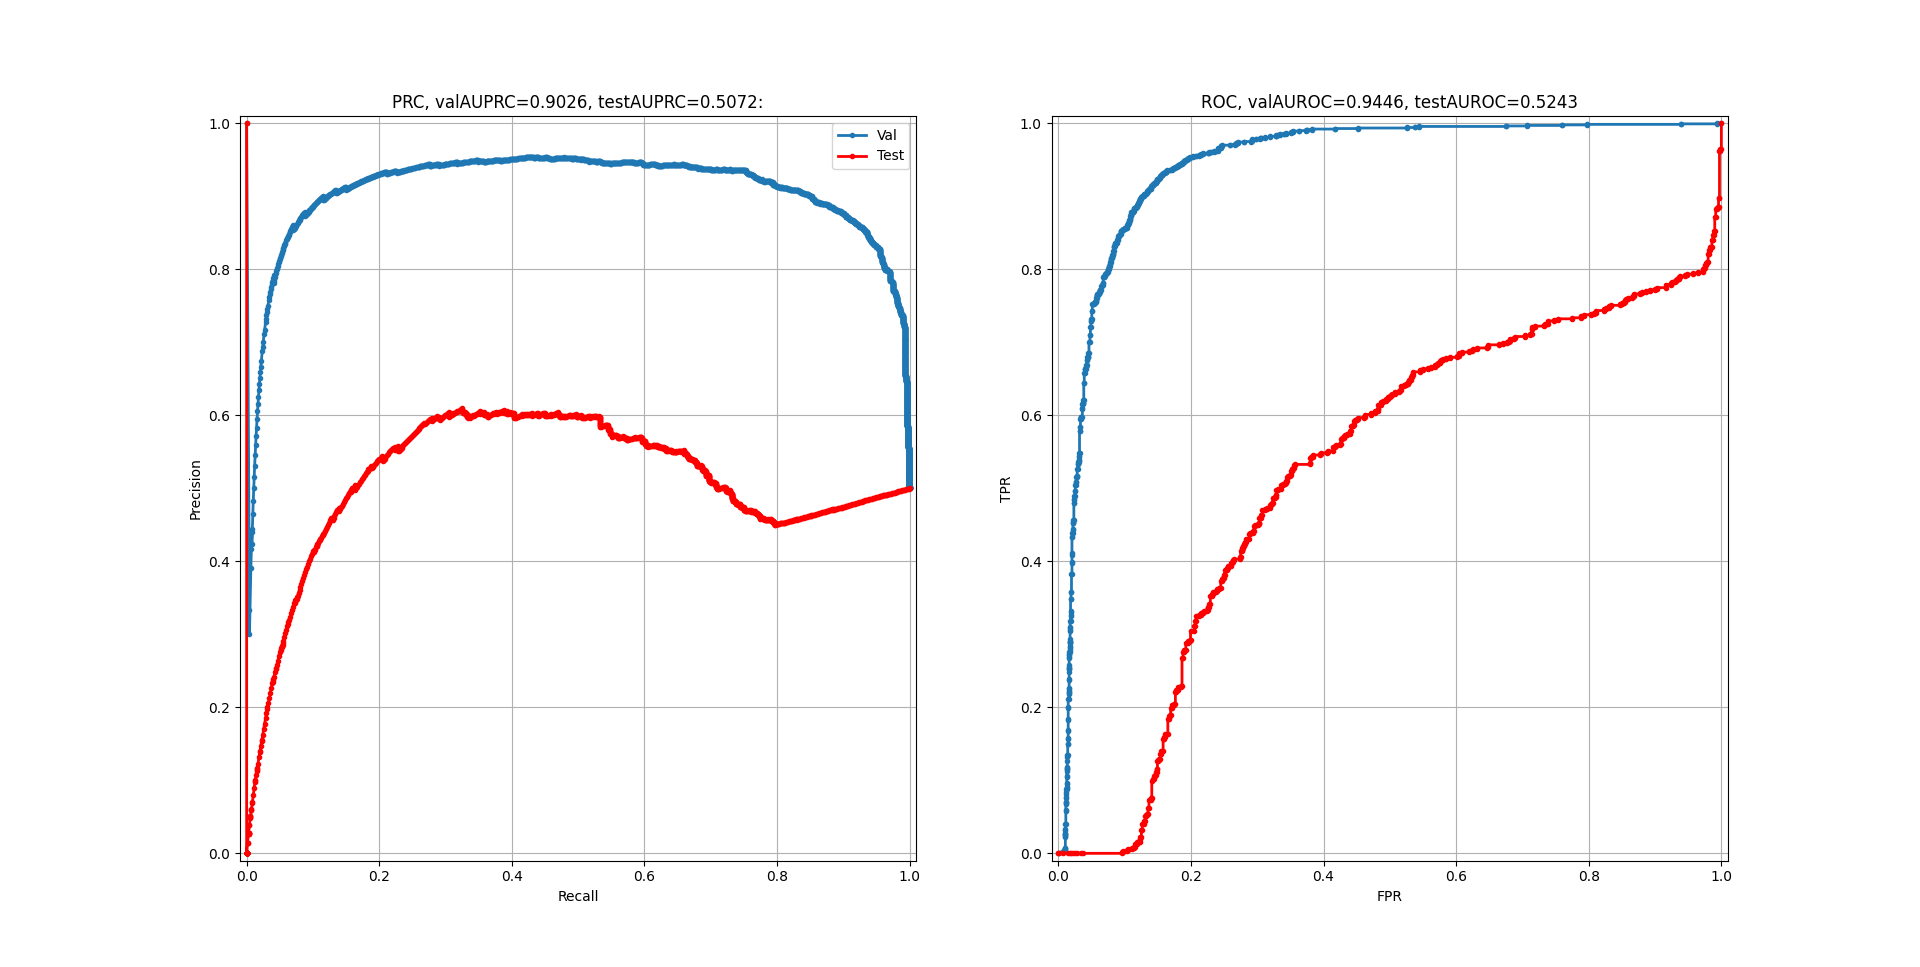 PRC, valAUPRC=0.9026, testAUPRC=0.5072:
1.0
0.8
0.6
0.4
0.2
0.0
Precision
Val
Test
0.0 0.2 0.4 0.6 0.8 1.0
Recall
ROC, valAUROC=0.9446, testAUROC=0.5243
1.0
0.8
0.6
0.4
0.2
0.0
TPR
0.0 0.2 0.4 0.6 0.8 1.0
FPR